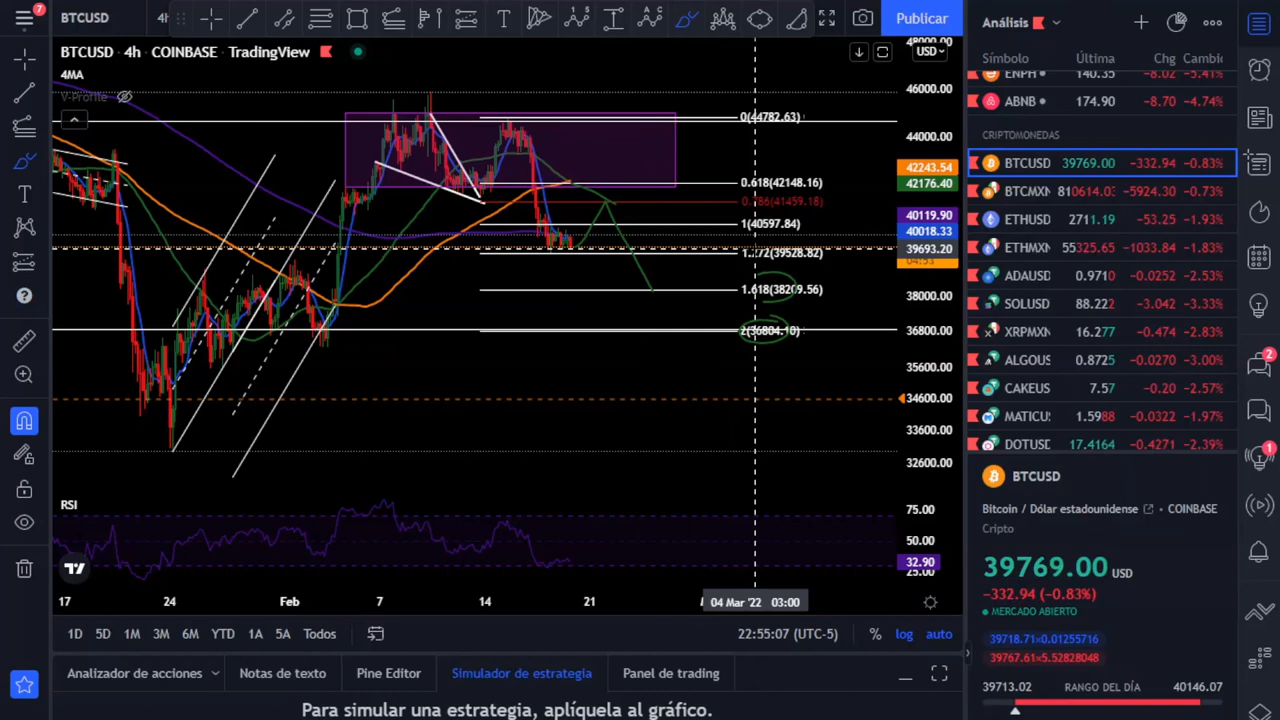 7
BTCUSD
4h
Publicar
Análisis
BTCUSD · 4h · COINBASE · TradingView
4MA
V-Profile
USD
48000.00
46000.00
44000.00
42243.54
42176.40
40119.90
40018.33
39693.20
04:53
38000.00
36800.00
35600.00
34600.00
33600.00
32600.00
0(44782.63)
0.618(42148.16)
0.786(41459.18)
1(40597.84)
1.272(39528.82)
1.618(38209.56)
2(36804.10)
RSI
75.00
50.00
32.90
25.00
17 24 Feb 7 14 21 04 Mar '22 03:00
1D 5D 1M 3M 6M YTD 1A 5A Todos
22:55:07 (UTC-5) % log auto
Analizador de acciones Notas de texto Pine Editor Simulador de estrategia Panel de trading
Para simular una estrategia, aplíquela al gráfico.
Símbolo Última Chg Cambio
ENPH 140.35 -8.02 -5.41%
ABNB 174.90 -8.70 -4.74%
CRIPTOMONEDAS
BTCUSD 39769.00 -332.94 -0.83%
BTCMXN 810614.0 -5924.30 -0.73%
ETHUSD 2711.19 -53.25 -1.93%
ETHMXN 55325.65 -1033.84 -1.83%
ADAUSD 0.9710 -0.0252 -2.53%
SOLUSD 88.222 -3.042 -3.33%
XRPMXN 16.277 -0.474 -2.83%
ALGOUS 0.8725 -0.0270 -3.00%
CAKEUS 7.57 -0.20 -2.57%
MATICU 1.5988 -0.0322 -1.97%
DOTUSD 17.4164 -0.4271 -2.39%
BTCUSD
Bitcoin / Dólar estadounidense · COINBASE
Cripto
39769.00 USD
−332.94 (−0.83%)
MERCADO ABIERTO
39718.71×0.01255716
39767.61×5.52828048
39713.02 RANGO DEL DÍA 40146.07
2
1